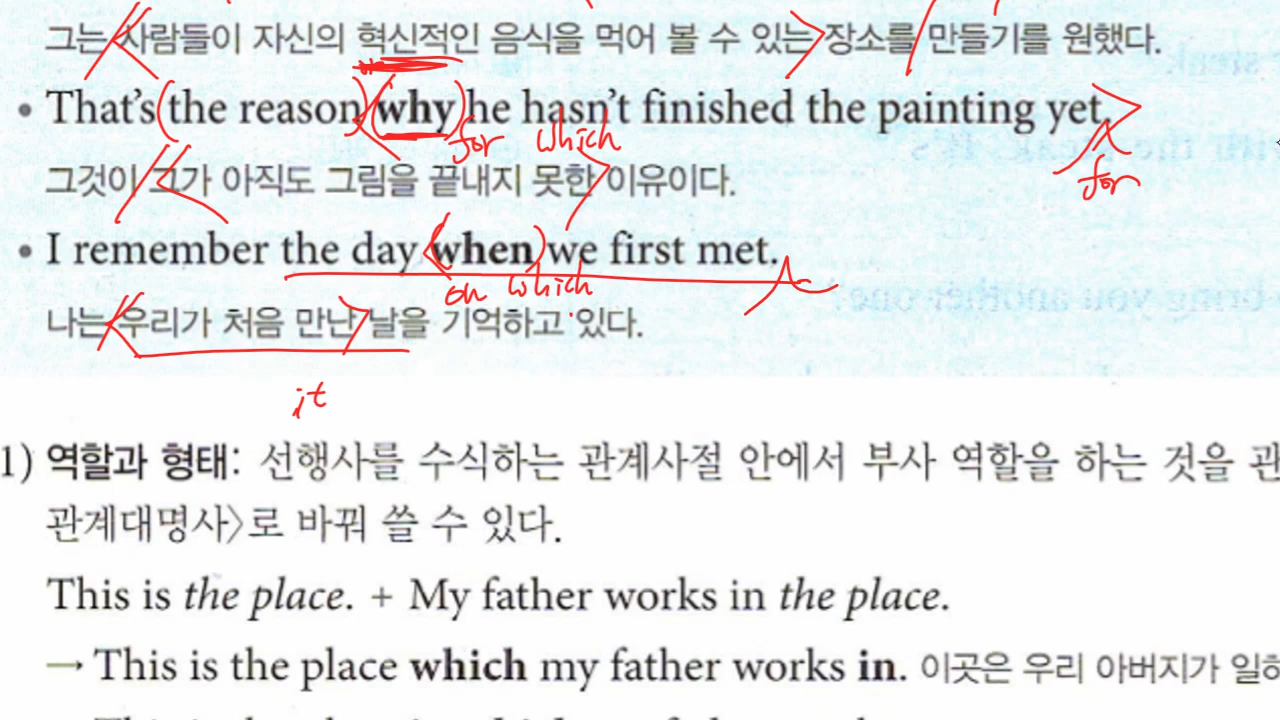 그는 사람들이 자신의 혁신적인 음식을 먹어 볼 수 있는 장소를 만들기를 원했다.
• That's the reason why he hasn't finished the painting yet.
for which
for
그것이 그가 아직도 그림을 끝내지 못한 이유이다.
• I remember the day when we first met.
on which
나는 우리가 처음 만난 날을 기억하고 있다.
it
1) 역할과 형태: 선행사를 수식하는 관계사절 안에서 부사 역할을 하는 것을 관
관계대명사〉로 바꿔 쓸 수 있다.
This is the place. + My father works in the place.
→ This is the place which my father works in. 이곳은 우리 아버지가 일하